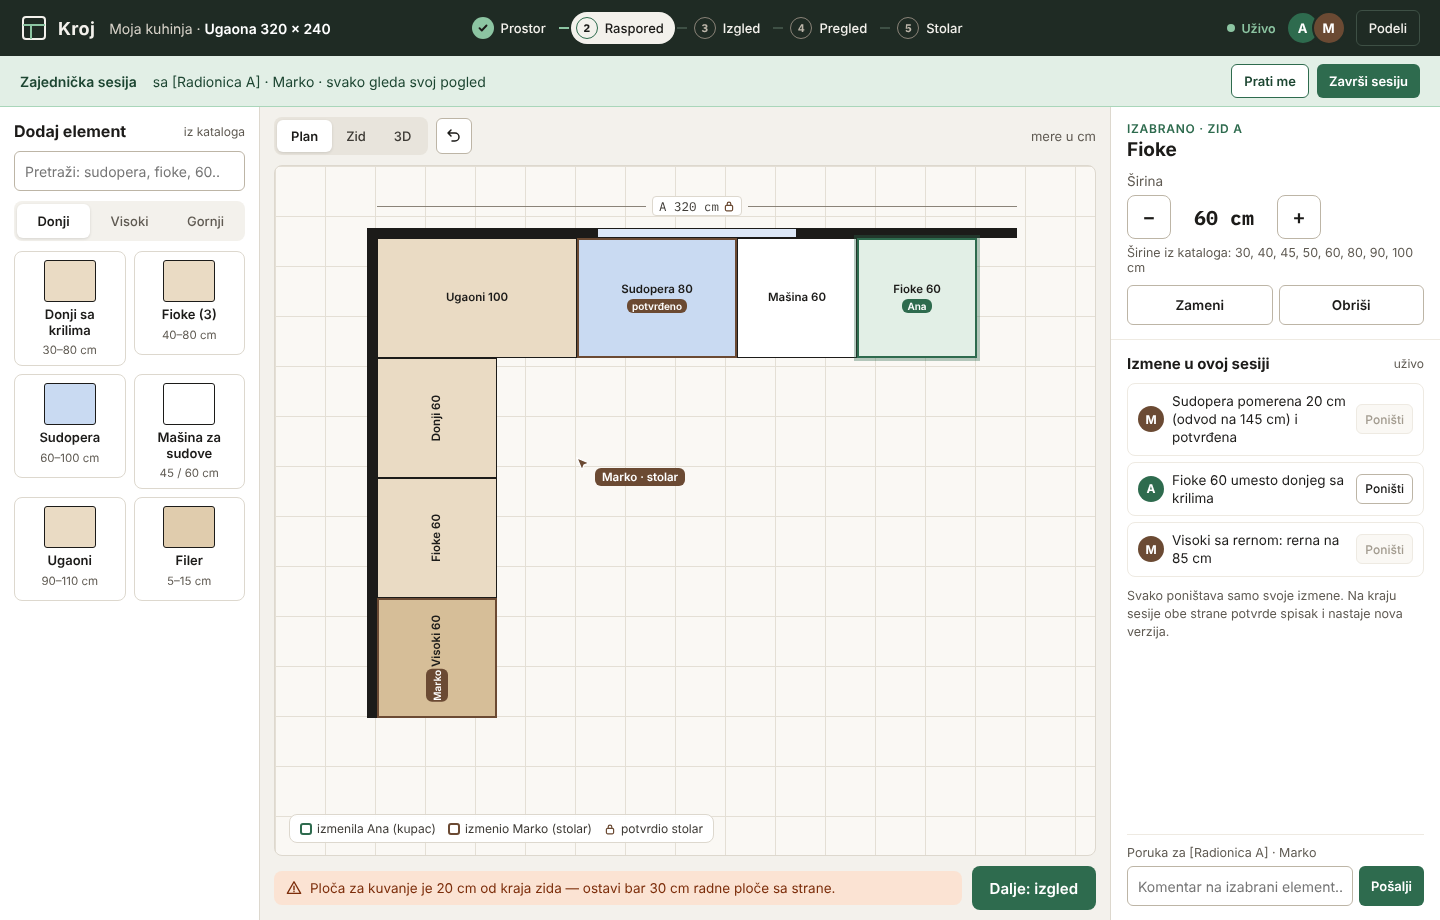 Kroj
Moja kuhinja · Ugaona 320 × 240
Prostor
2 Raspored
3 Izgled
4 Pregled
5 Stolar
Uživo
A
M
Podeli
Zajednička sesija
sa [Radionica A] · Marko · svako gleda svoj pogled
Prati me
Završi sesiju
Dodaj element
iz kataloga
Pretraži: sudopera, fioke, 60..
Donji
Visoki
Gornji
Donji sa
krilima
30–80 cm
Fioke (3)
40–80 cm
Sudopera
60–100 cm
Mašina za
sudove
45 / 60 cm
Ugaoni
90–110 cm
Filer
5–15 cm
Plan
Zid
3D
mere u cm
A 320 cm
Ugaoni 100
Sudopera 80
potvrđeno
Mašina 60
Fioke 60
Ana
Donji 60
Fioke 60
Visoki 60
Marko
Marko · stolar
izmenila Ana (kupac)
izmenio Marko (stolar)
potvrdio stolar
Ploča za kuvanje je 20 cm od kraja zida — ostavi bar 30 cm radne ploče sa strane.
Dalje: izgled
IZABRANO · ZID A
Fioke
Širina
−
60 cm
+
Širine iz kataloga: 30, 40, 45, 50, 60, 80, 90, 100
cm
Zameni
Obriši
Izmene u ovoj sesiji
uživo
M
Sudopera pomerena 20 cm
(odvod na 145 cm) i
potvrđena
Poništi
A
Fioke 60 umesto donjeg sa
krilima
Poništi
M
Visoki sa rernom: rerna na
85 cm
Poništi
Svako poništava samo svoje izmene. Na kraju
sesije obe strane potvrde spisak i nastaje nova
verzija.
Poruka za [Radionica A] · Marko
Komentar na izabrani element..
Pošalji